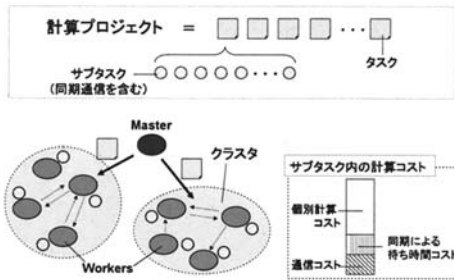 計算プロジェクト = ・・・
タスク
サブタスク ・・・
(同期通信を含む)
Master
クラスタ
Workers
サブタスク内の計算コスト
個別計算
コスト
同期による
待ち時間コスト
通信コスト